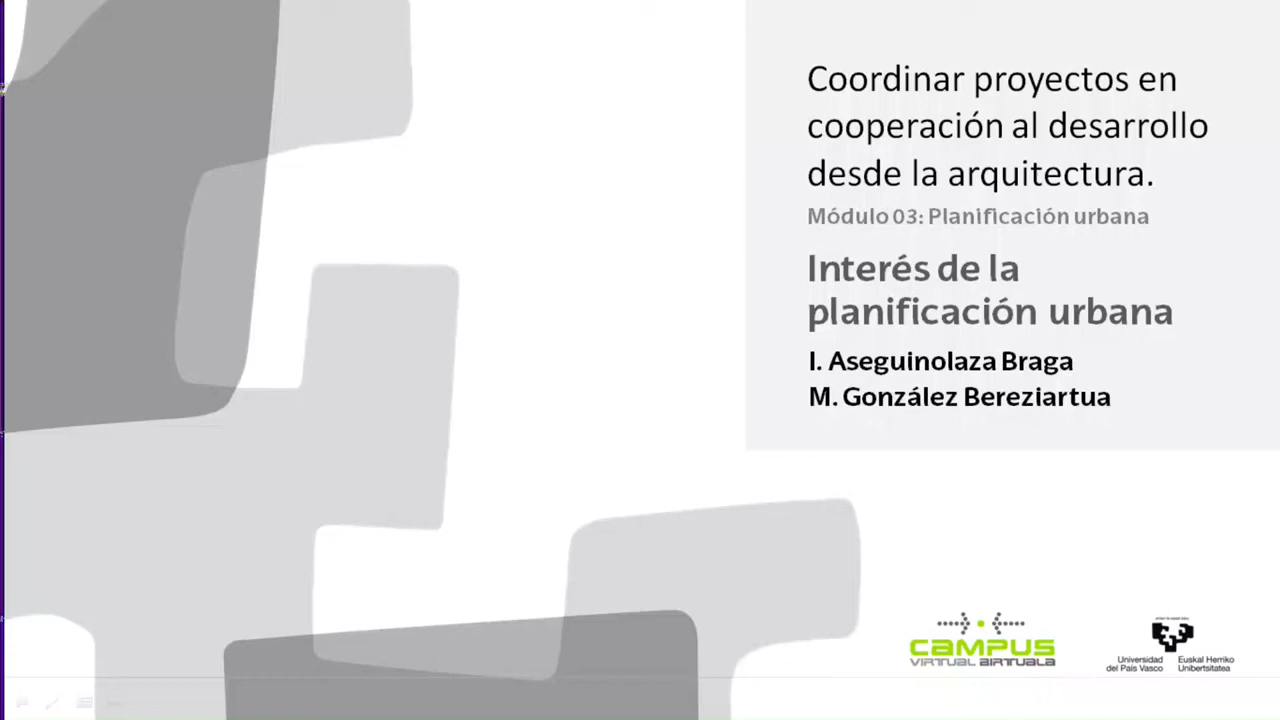 Coordinar proyectos en
cooperación al desarrollo
desde la arquitectura.
Módulo 03: Planificación urbana
Interés de la
planificación urbana
I. Aseguinolaza Braga
M. González Bereziartua
CAMPUS
VIRTUAL BIRTUALA
Universidad
del País Vasco
Euskal Herriko
Unibertsitatea